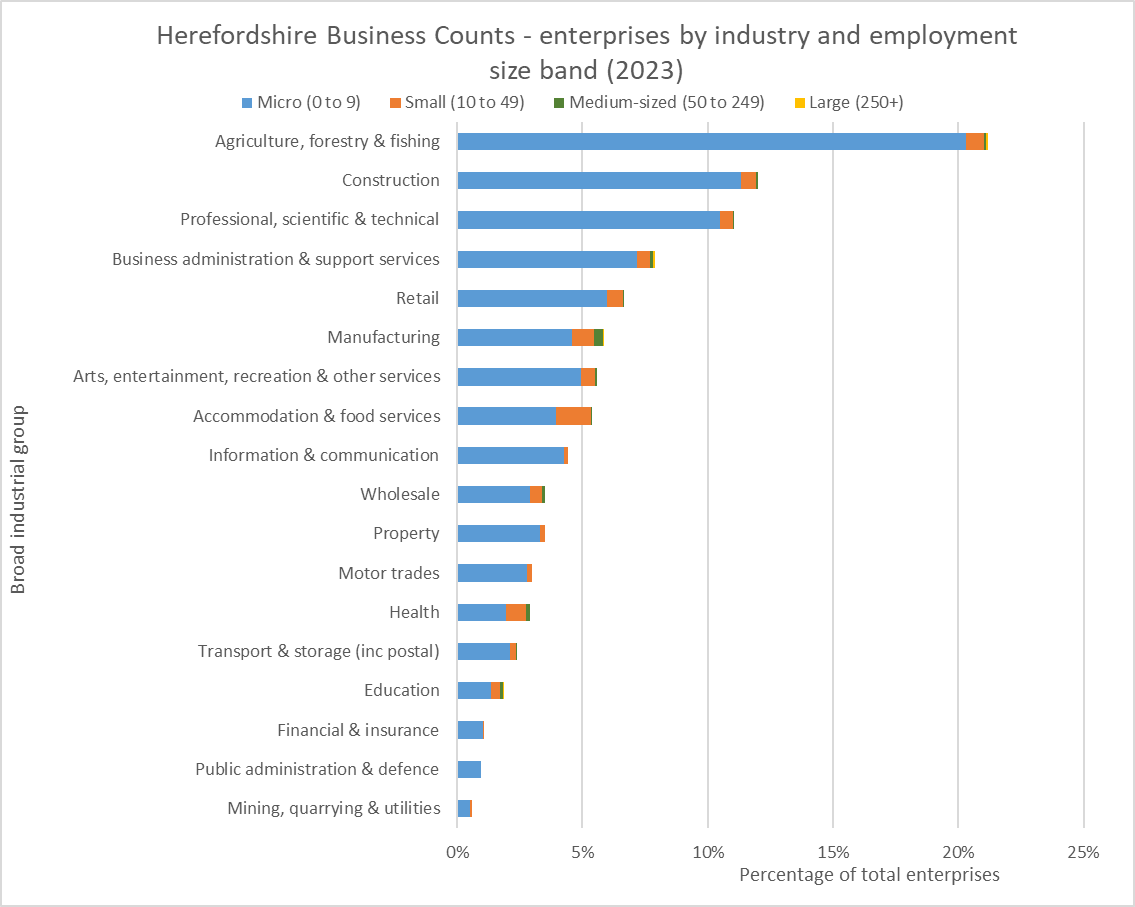 Herefordshire Business Counts - enterprises by industry and employment
size band (2023)
Micro (0 to 9) Small (10 to 49) Medium-sized (50 to 249) Large (250+)
Broad industrial group
Agriculture, forestry & fishing
Construction
Professional, scientific & technical
Business administration & support services
Retail
Manufacturing
Arts, entertainment, recreation & other services
Accommodation & food services
Information & communication
Wholesale
Property
Motor trades
Health
Transport & storage (inc postal)
Education
Financial & insurance
Public administration & defence
Mining, quarrying & utilities
0% 5% 10% 15% 20% 25%
Percentage of total enterprises